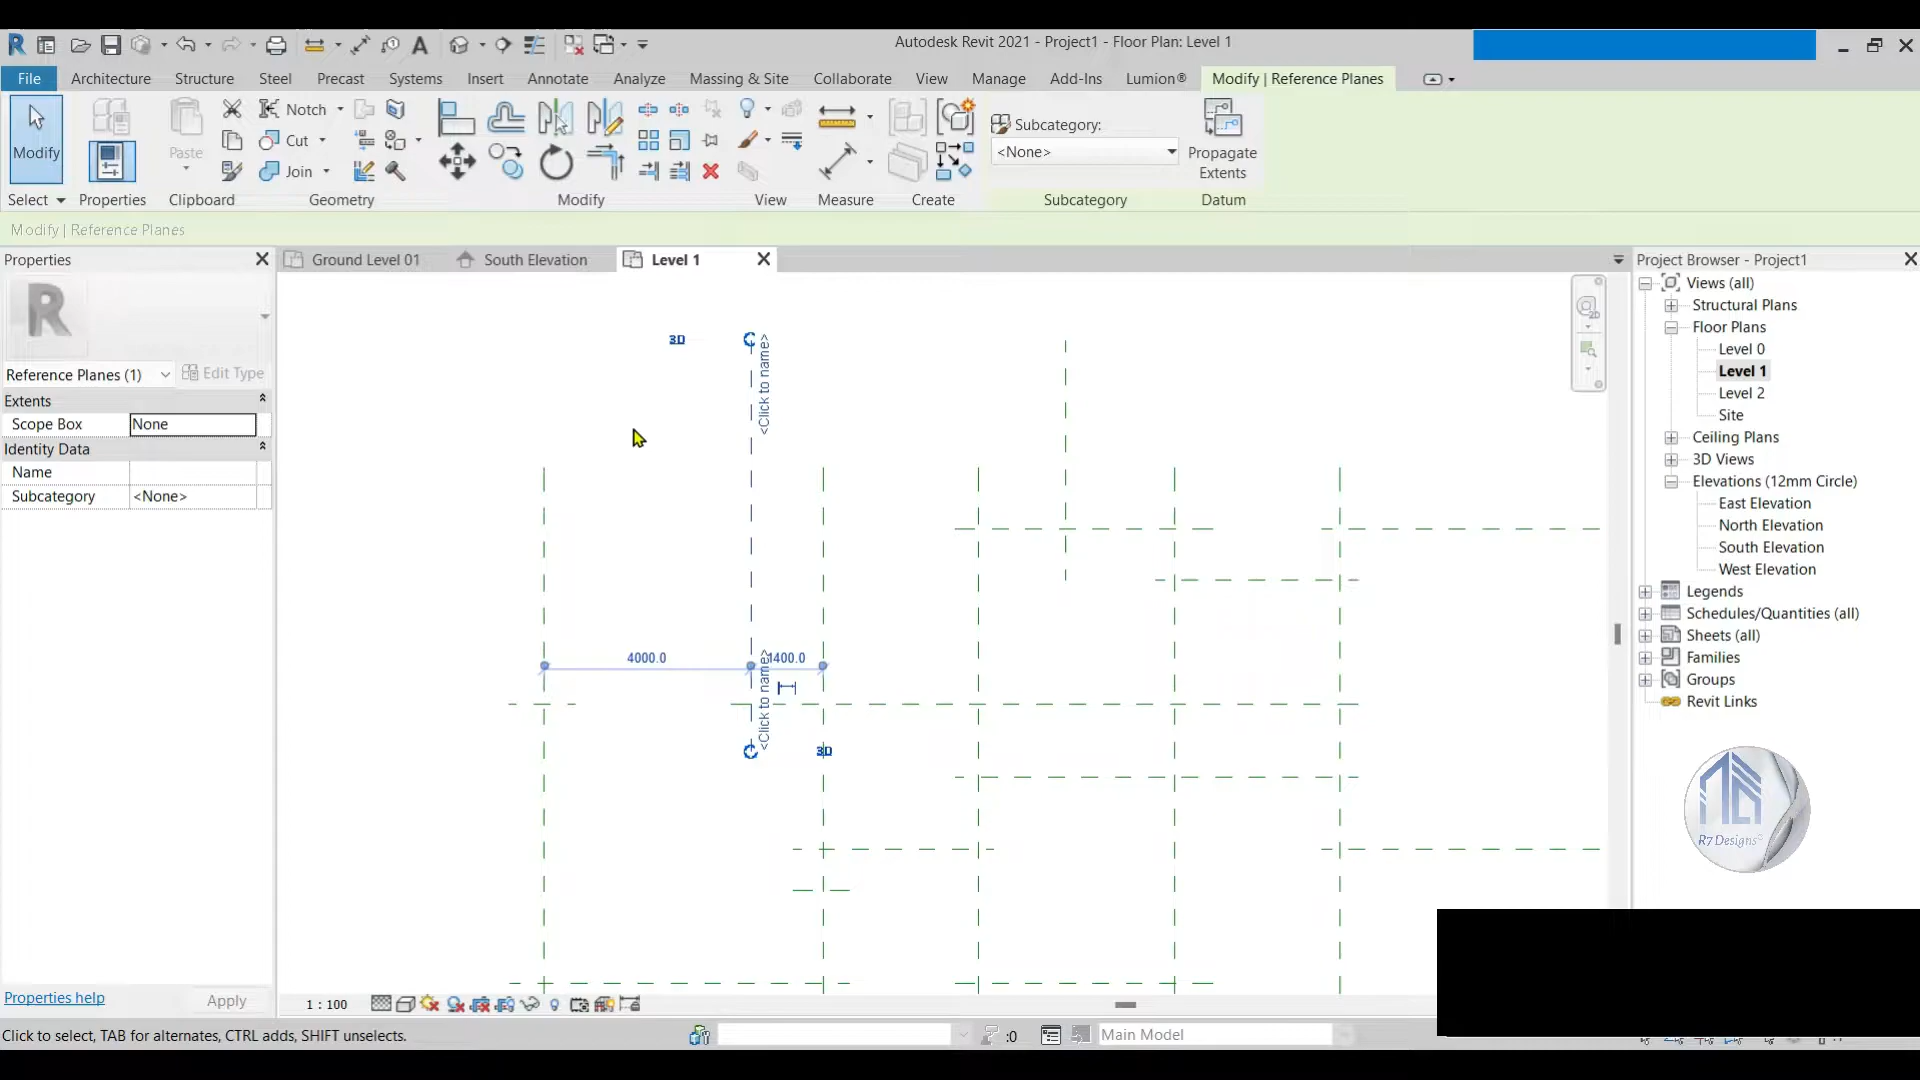 Autodesk Revit 2021 - Project1 - Floor Plan: Level 1
File Architecture Structure Steel Precast Systems Insert Annotate Analyze Massing & Site Collaborate View Manage Add-Ins Lumion® Modify | Reference Planes
Modify
Paste
Notch
Cut
Join
Subcategory:
<None>
Propagate
Extents
Select Properties Clipboard Geometry Modify View Measure Create Subcategory Datum
Modify | Reference Planes
Properties
Ground Level 01 South Elevation Level 1
Project Browser - Project1
R
Reference Planes (1) Edit Type
Extents
Scope Box None
Identity Data
Name
Subcategory <None>
Properties help Apply
3D
<Click to name>
4000.0 1400.0
<Click to name>
3D
Views (all)
Structural Plans
Floor Plans
Level 0
Level 1
Level 2
Site
Ceiling Plans
3D Views
Elevations (12mm Circle)
East Elevation
North Elevation
South Elevation
West Elevation
Legends
Schedules/Quantities (all)
Sheets (all)
Families
Groups
Revit Links
R7 Designs
1 : 100
Click to select, TAB for alternates, CTRL adds, SHIFT unselects.
:0
Main Model